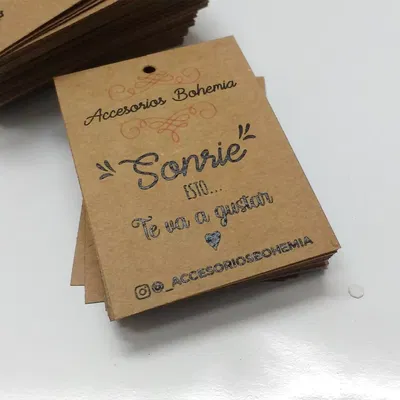 Accesorios Bohemia
"Sonrie"
ESTO...
Te va a gustar
@_ACCESORIOSBOHEMIA